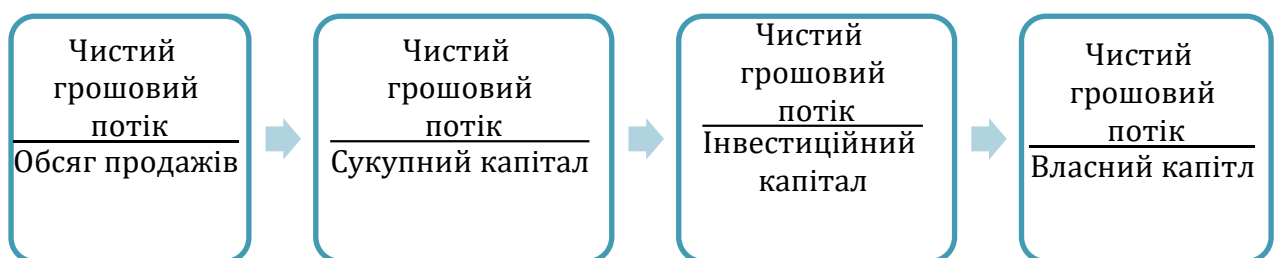 Чистий
грошовий
потік
Обсяг продажів
Чистий
грошовий
потік
Сукупний капітал
Чистий
грошовий
потік
Інвестиційний
капітал
Чистий
грошовий
потік
Власний капітл